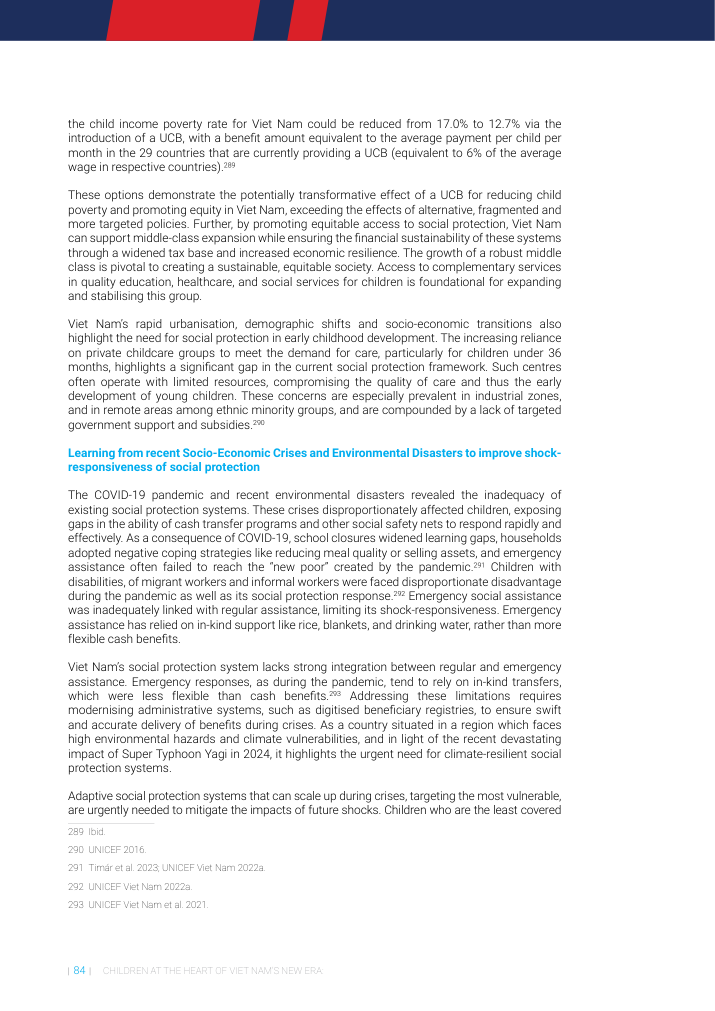 the child income poverty rate for Viet Nam could be reduced from 17.0% to 12.7% via the
introduction of a UCB, with a benefit amount equivalent to the average payment per child per
month in the 29 countries that are currently providing a UCB (equivalent to 6% of the average
wage in respective countries).289
These options demonstrate the potentially transformative effect of a UCB for reducing child
poverty and promoting equity in Viet Nam, exceeding the effects of alternative, fragmented and
more targeted policies. Further, by promoting equitable access to social protection, Viet Nam
can support middle-class expansion while ensuring the financial sustainability of these systems
through a widened tax base and increased economic resilience. The growth of a robust middle
class is pivotal to creating a sustainable, equitable society. Access to complementary services
in quality education, healthcare, and social services for children is foundational for expanding
and stabilising this group.
Viet Nam's rapid urbanisation, demographic shifts and socio-economic transitions also
highlight the need for social protection in early childhood development. The increasing reliance
on private childcare groups to meet the demand for care, particularly for children under 36
months, highlights a significant gap in the current social protection framework. Such centres
often operate with limited resources, compromising the quality of care and thus the early
development of young children. These concerns are especially prevalent in industrial zones,
and in remote areas among ethnic minority groups, and are compounded by a lack of targeted
government support and subsidies.290
Learning from recent Socio-Economic Crises and Environmental Disasters to improve shock-
responsiveness of social protection
The COVID-19 pandemic and recent environmental disasters revealed the inadequacy of
existing social protection systems. These crises disproportionately affected children, exposing
gaps in the ability of cash transfer programs and other social safety nets to respond rapidly and
effectively. As a consequence of COVID-19, school closures widened learning gaps, households
adopted negative coping strategies like reducing meal quality or selling assets, and emergency
assistance often failed to reach the "new poor" created by the pandemic.291 Children with
disabilities, of migrant workers and informal workers were faced disproportionate disadvantage
during the pandemic as well as its social protection response.292 Emergency social assistance
was inadequately linked with regular assistance, limiting its shock-responsiveness. Emergency
assistance has relied on in-kind support like rice, blankets, and drinking water, rather than more
flexible cash benefits.
Viet Nam's social protection system lacks strong integration between regular and emergency
assistance. Emergency responses, as during the pandemic, tend to rely on in-kind transfers,
which were less flexible than cash benefits.293 Addressing these limitations requires
modernising administrative systems, such as digitised beneficiary registries, to ensure swift
and accurate delivery of benefits during crises. As a country situated in a region which faces
high environmental hazards and climate vulnerabilities, and in light of the recent devastating
impact of Super Typhoon Yagi in 2024, it highlights the urgent need for climate-resilient social
protection systems.
Adaptive social protection systems that can scale up during crises, targeting the most vulnerable,
are urgently needed to mitigate the impacts of future shocks. Children who are the least covered
289 Ibid.
290 UNICEF 2016.
291 Timár et al. 2023; UNICEF Viet Nam 2022a.
292 UNICEF Viet Nam 2022a.
293 UNICEF Viet Nam et al. 2021.
| 84 | CHILDREN AT THE HEART OF VIET NAM'S NEW ERA